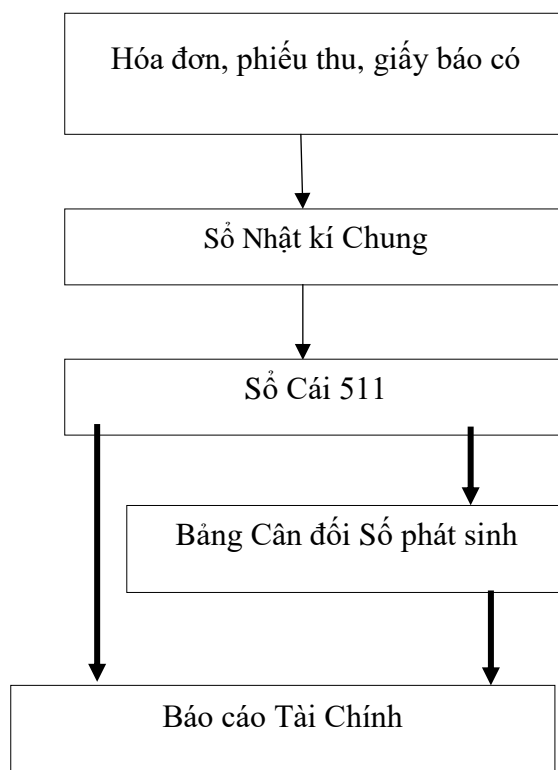 Hóa đơn, phiếu thu, giấy báo có
Sổ Nhật kí Chung
Sổ Cái 511
Bảng Cân đối Số phát sinh
Báo cáo Tài Chính